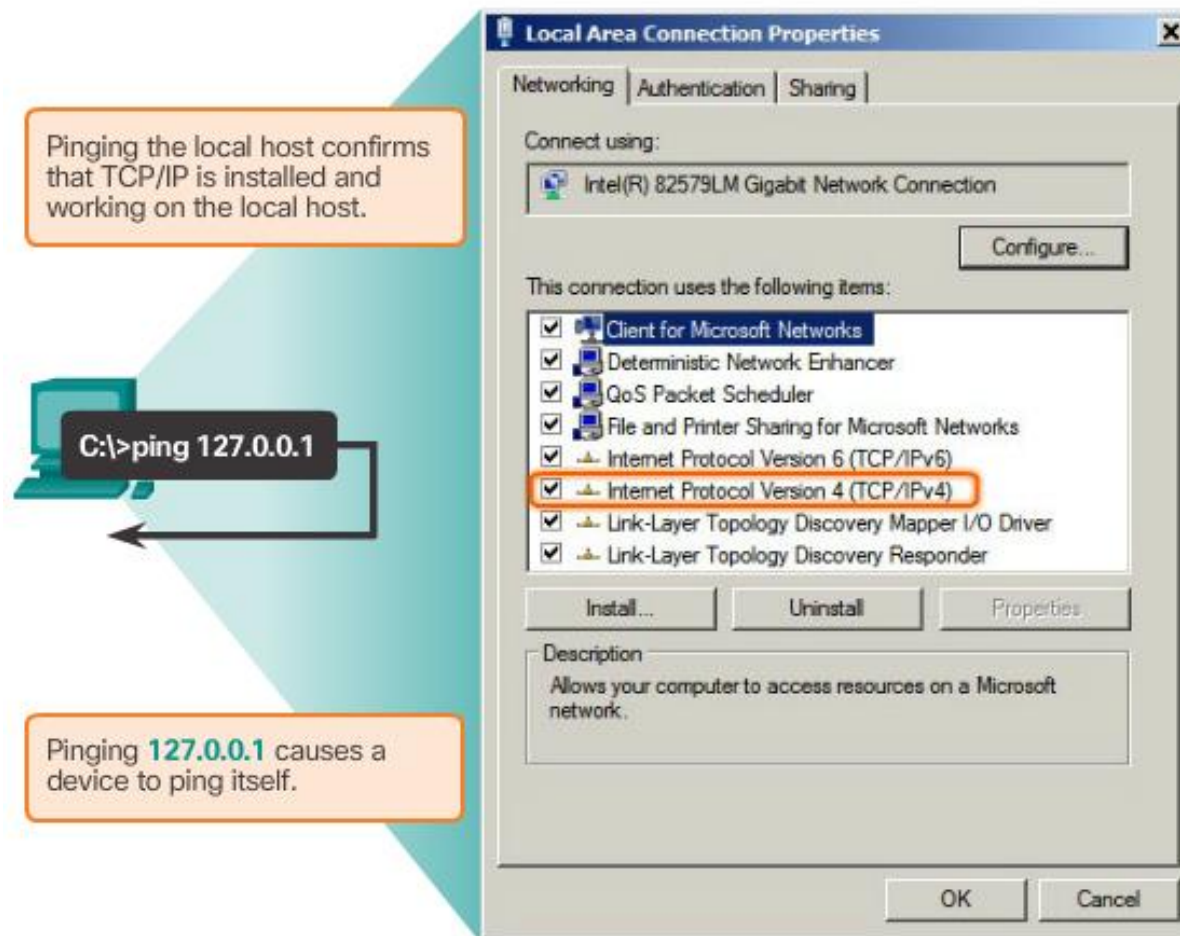 Pinging the local host confirms
that TCP/IP is installed and
working on the local host.
C:\>ping 127.0.0.1
Pinging 127.0.0.1 causes a
device to ping itself.
Local Area Connection Properties
Networking
Authentication
Sharing
Connect using:
Intel(R) 82579LM Gigabit Network Connection
Configure...
This connection uses the following items:
Client for Microsoft Networks
Deterministic Network Enhancer
QoS Packet Scheduler
File and Printer Sharing for Microsoft Networks
Internet Protocol Version 6 (TCP/IPv6)
Internet Protocol Version 4 (TCP/IPv4)
Link-Layer Topology Discovery Mapper I/O Driver
Link-Layer Topology Discovery Responder
Install...
Uninstall
Properties
Description
Allows your computer to access resources on a Microsoft
network.
OK
Cancel